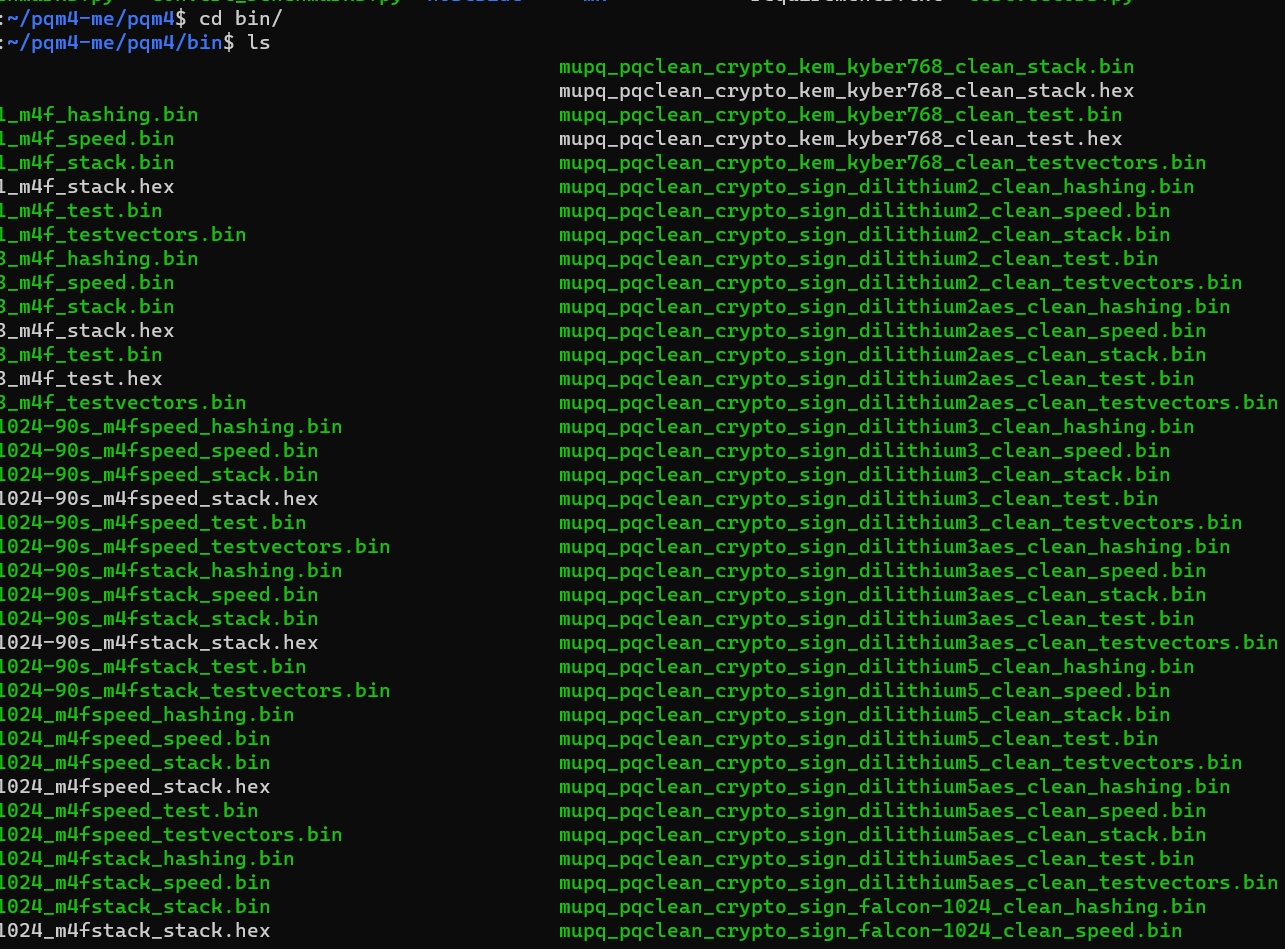 :~/pqm4-me/pqm4$ cd bin/
:~/pqm4-me/pqm4/bin$ ls
mupq_pqclean_crypto_kem_kyber768_clean_stack.bin
mupq_pqclean_crypto_kem_kyber768_clean_stack.hex
1_m4f_hashing.bin mupq_pqclean_crypto_kem_kyber768_clean_test.bin
1_m4f_speed.bin mupq_pqclean_crypto_kem_kyber768_clean_test.hex
1_m4f_stack.bin mupq_pqclean_crypto_kem_kyber768_clean_testvectors.bin
1_m4f_stack.hex mupq_pqclean_crypto_sign_dilithium2_clean_hashing.bin
1_m4f_test.bin mupq_pqclean_crypto_sign_dilithium2_clean_speed.bin
1_m4f_testvectors.bin mupq_pqclean_crypto_sign_dilithium2_clean_stack.bin
3_m4f_hashing.bin mupq_pqclean_crypto_sign_dilithium2_clean_test.bin
3_m4f_speed.bin mupq_pqclean_crypto_sign_dilithium2_clean_testvectors.bin
3_m4f_stack.bin mupq_pqclean_crypto_sign_dilithium2aes_clean_hashing.bin
3_m4f_stack.hex mupq_pqclean_crypto_sign_dilithium2aes_clean_speed.bin
3_m4f_test.bin mupq_pqclean_crypto_sign_dilithium2aes_clean_stack.bin
3_m4f_test.hex mupq_pqclean_crypto_sign_dilithium2aes_clean_test.bin
3_m4f_testvectors.bin mupq_pqclean_crypto_sign_dilithium2aes_clean_testvectors.bin
1024-90s_m4fspeed_hashing.bin mupq_pqclean_crypto_sign_dilithium3_clean_hashing.bin
1024-90s_m4fspeed_speed.bin mupq_pqclean_crypto_sign_dilithium3_clean_speed.bin
1024-90s_m4fspeed_stack.bin mupq_pqclean_crypto_sign_dilithium3_clean_stack.bin
1024-90s_m4fspeed_stack.hex mupq_pqclean_crypto_sign_dilithium3_clean_test.bin
1024-90s_m4fspeed_test.bin mupq_pqclean_crypto_sign_dilithium3_clean_testvectors.bin
1024-90s_m4fspeed_testvectors.bin mupq_pqclean_crypto_sign_dilithium3aes_clean_hashing.bin
1024-90s_m4fstack_hashing.bin mupq_pqclean_crypto_sign_dilithium3aes_clean_speed.bin
1024-90s_m4fstack_speed.bin mupq_pqclean_crypto_sign_dilithium3aes_clean_stack.bin
1024-90s_m4fstack_stack.bin mupq_pqclean_crypto_sign_dilithium3aes_clean_test.bin
1024-90s_m4fstack_stack.hex mupq_pqclean_crypto_sign_dilithium3aes_clean_testvectors.bin
1024-90s_m4fstack_test.bin mupq_pqclean_crypto_sign_dilithium5_clean_hashing.bin
1024-90s_m4fstack_testvectors.bin mupq_pqclean_crypto_sign_dilithium5_clean_speed.bin
1024_m4fspeed_hashing.bin mupq_pqclean_crypto_sign_dilithium5_clean_stack.bin
1024_m4fspeed_speed.bin mupq_pqclean_crypto_sign_dilithium5_clean_test.bin
1024_m4fspeed_stack.bin mupq_pqclean_crypto_sign_dilithium5_clean_testvectors.bin
1024_m4fspeed_stack.hex mupq_pqclean_crypto_sign_dilithium5aes_clean_hashing.bin
1024_m4fspeed_test.bin mupq_pqclean_crypto_sign_dilithium5aes_clean_speed.bin
1024_m4fspeed_testvectors.bin mupq_pqclean_crypto_sign_dilithium5aes_clean_stack.bin
1024_m4fstack_hashing.bin mupq_pqclean_crypto_sign_dilithium5aes_clean_test.bin
1024_m4fstack_speed.bin mupq_pqclean_crypto_sign_dilithium5aes_clean_testvectors.bin
1024_m4fstack_stack.bin mupq_pqclean_crypto_sign_falcon-1024_clean_hashing.bin
1024_m4fstack_stack.hex mupq_pqclean_crypto_sign_falcon-1024_clean_speed.bin